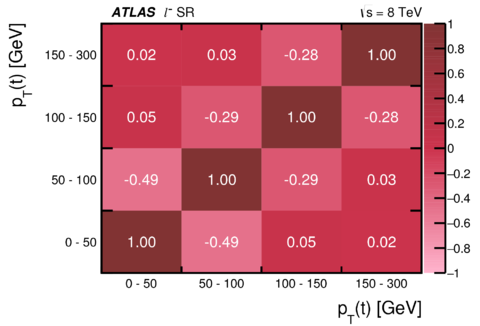 ATLAS l⁻ SR √s = 8 TeV
p_T(t) [GeV]
150 - 300 0.02 0.03 -0.28 1.00
100 - 150 0.05 -0.29 1.00 -0.28
50 - 100 -0.49 1.00 -0.29 0.03
0 - 50 1.00 -0.49 0.05 0.02
0 - 50 50 - 100 100 - 150 150 - 300
p_T(t) [GeV]
1
0.8
0.6
0.4
0.2
0
−0.2
−0.4
−0.6
−0.8
−1